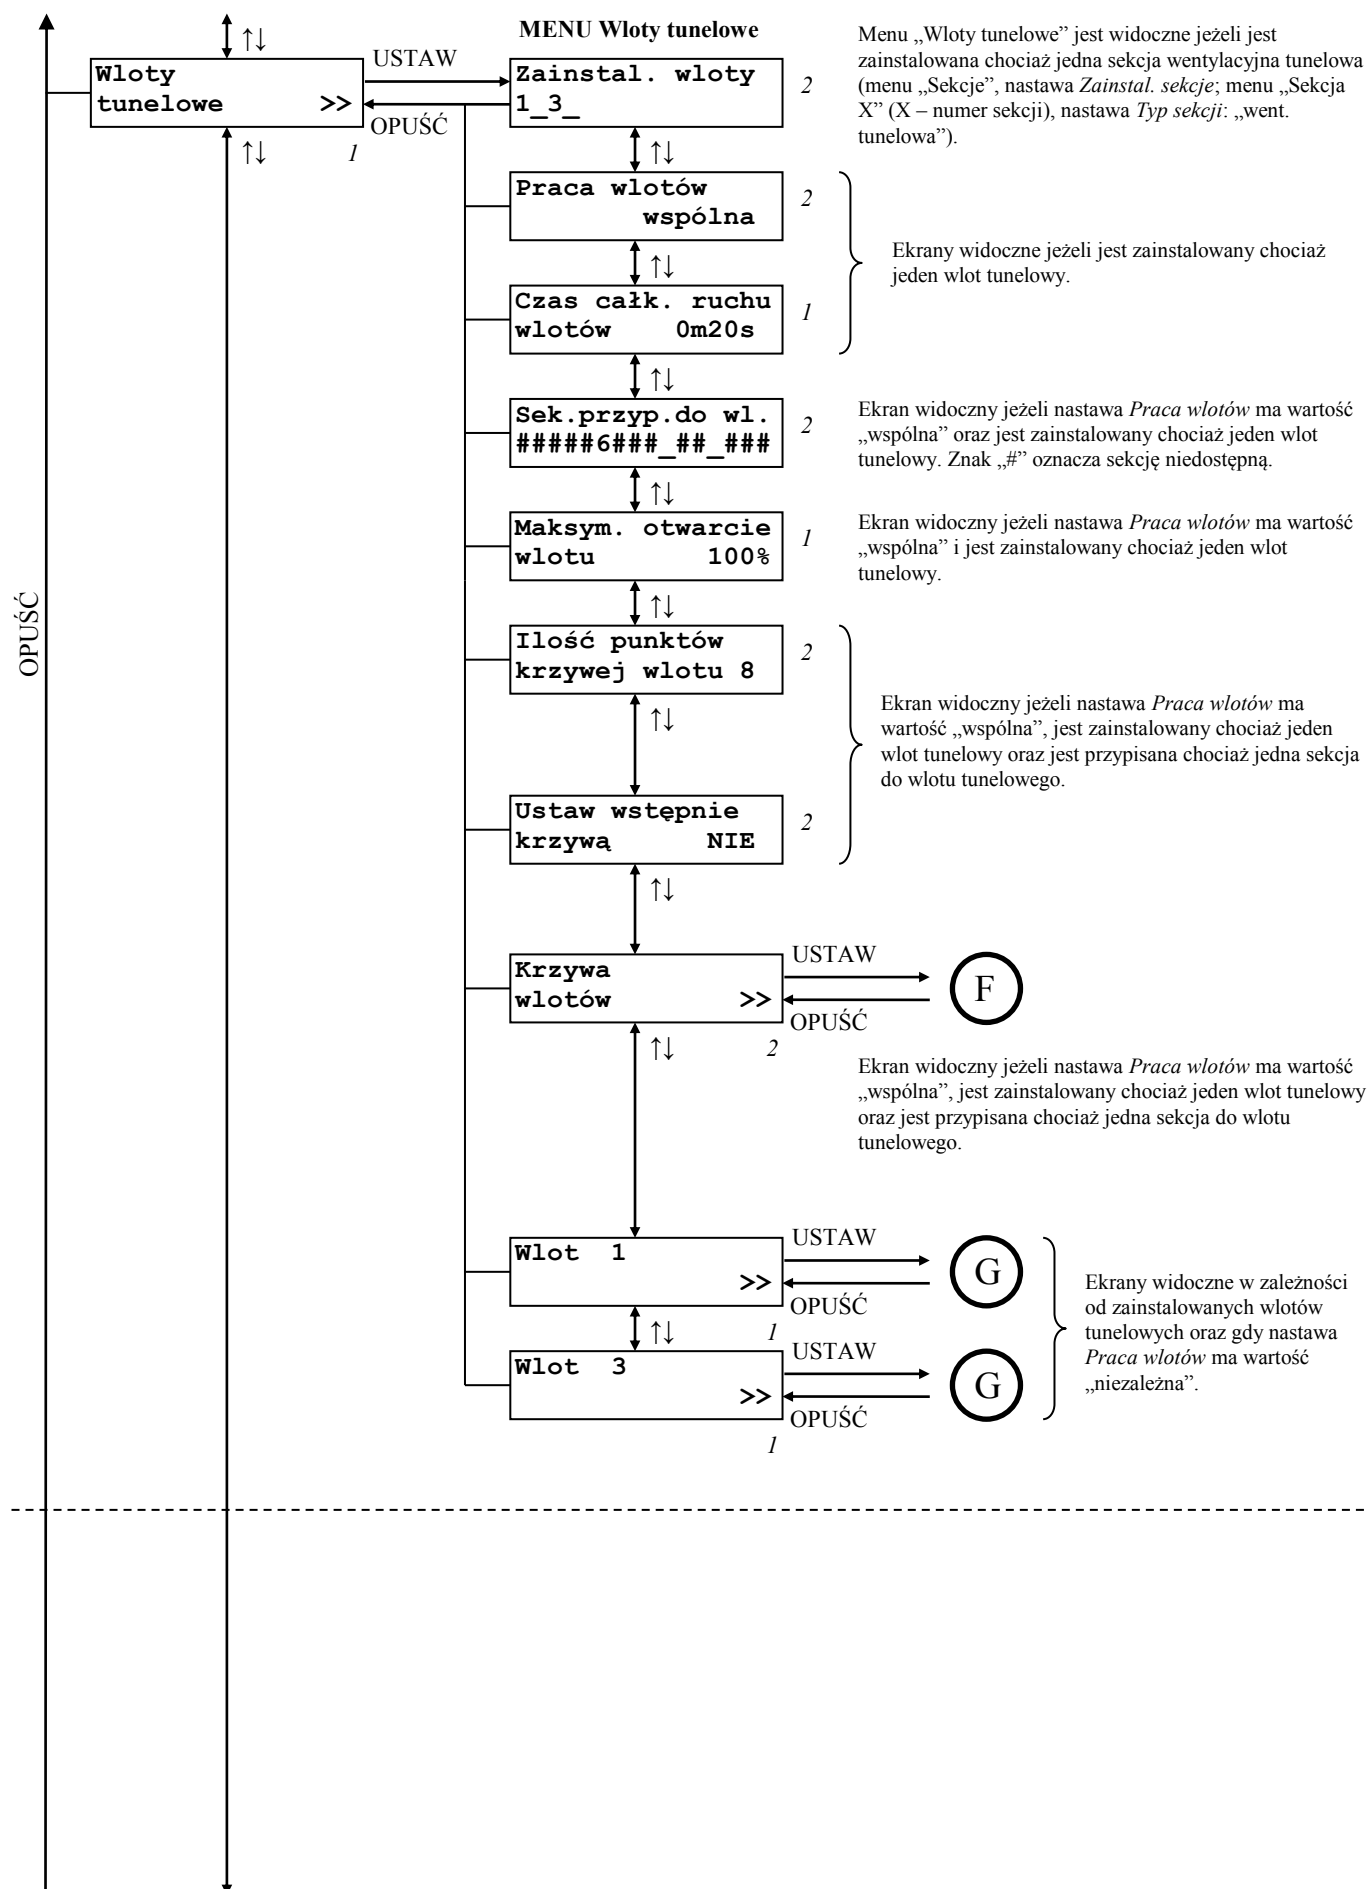 MENU Wloty tunelowe
↑↓
Wloty
tunelowe >>
USTAW
OPUŚĆ
↑↓
1
Zainstal. wloty
1_3_
2
Menu „Wloty tunelowe” jest widoczne jeżeli jest
zainstalowana chociaż jedna sekcja wentylacyjna tunelowa
(menu „Sekcje”, nastawa Zainstal. sekcje; menu „Sekcja
X” (X – numer sekcji), nastawa Typ sekcji: „went.
tunelowa”).
↑↓
Praca wlotów
wspólna
2
↑↓
Ekrany widoczne jeżeli jest zainstalowany chociaż
jeden wlot tunelowy.
Czas całk. ruchu
wlotów 0m20s
1
↑↓
Sek.przyp.do wl.
#####6###_##_###
2
Ekran widoczny jeżeli nastawa Praca wlotów ma wartość
„wspólna” oraz jest zainstalowany chociaż jeden wlot
tunelowy. Znak „#” oznacza sekcję niedostępną.
↑↓
Maksym. otwarcie
wlotu 100%
1
Ekran widoczny jeżeli nastawa Praca wlotów ma wartość
„wspólna” i jest zainstalowany chociaż jeden wlot
tunelowy.
↑↓
OPUŚĆ
Ilość punktów
krzywej wlotu 8
2
↑↓
Ekran widoczny jeżeli nastawa Praca wlotów ma
wartość „wspólna”, jest zainstalowany chociaż jeden
wlot tunelowy oraz jest przypisana chociaż jedna sekcja
do wlotu tunelowego.
Ustaw wstępnie
krzywą NIE
2
↑↓
Krzywa
wlotów >>
USTAW
OPUŚĆ
F
↑↓
2
Ekran widoczny jeżeli nastawa Praca wlotów ma wartość
„wspólna”, jest zainstalowany chociaż jeden wlot tunelowy
oraz jest przypisana chociaż jedna sekcja do wlotu
tunelowego.
Wlot 1
>>
USTAW
OPUŚĆ
G
1
↑↓
Ekrany widoczne w zależności
od zainstalowanych wlotów
tunelowych oraz gdy nastawa
Praca wlotów ma wartość
„niezależna”.
Wlot 3
>>
USTAW
OPUŚĆ
G
1